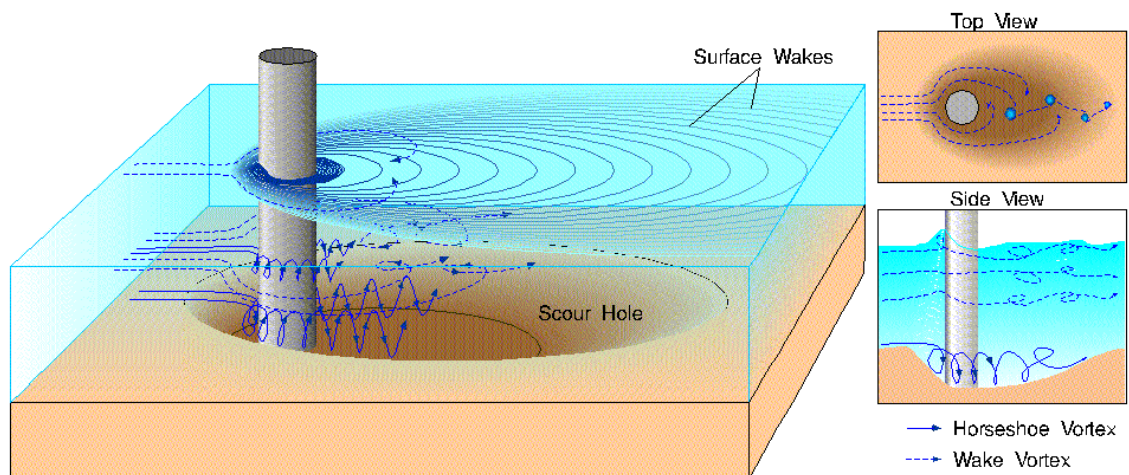 Surface Wakes
Scour Hole
Top View
Side View
Horseshoe Vortex
Wake Vortex